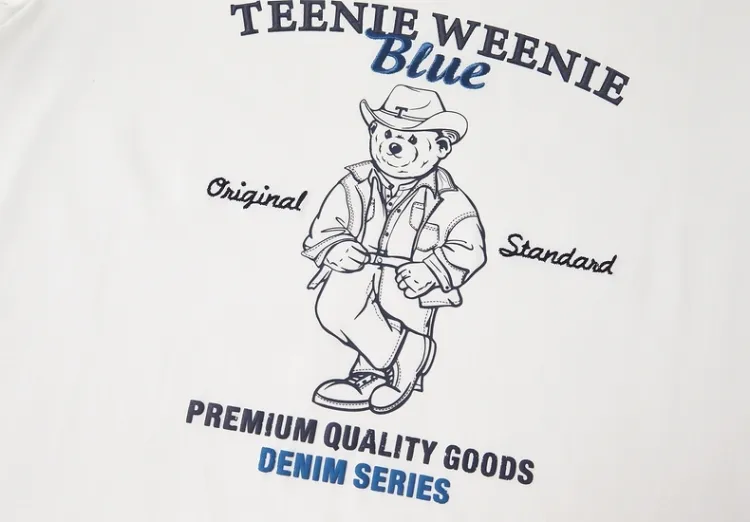 TEENIE WEENIE
Blue
T
Original
Standard
PREMIUM QUALITY GOODS
DENIM SERIES